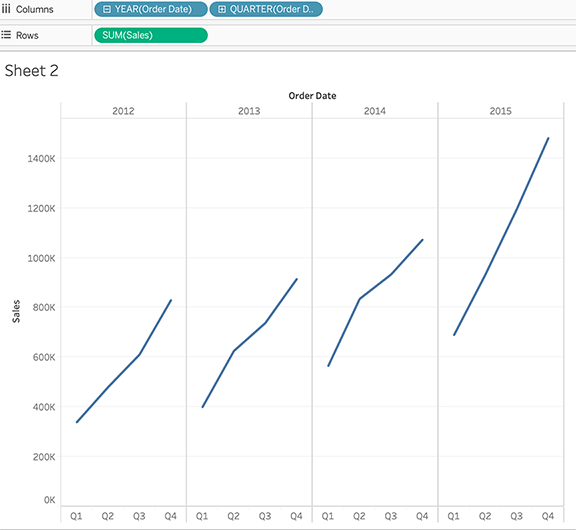 Columns YEAR(Order Date) QUARTER(Order D..
Rows SUM(Sales)
Sheet 2
Order Date
2012 2013 2014 2015
Sales
1400K
1200K
1000K
800K
600K
400K
200K
0K
Q1 Q2 Q3 Q4 Q1 Q2 Q3 Q4 Q1 Q2 Q3 Q4 Q1 Q2 Q3 Q4